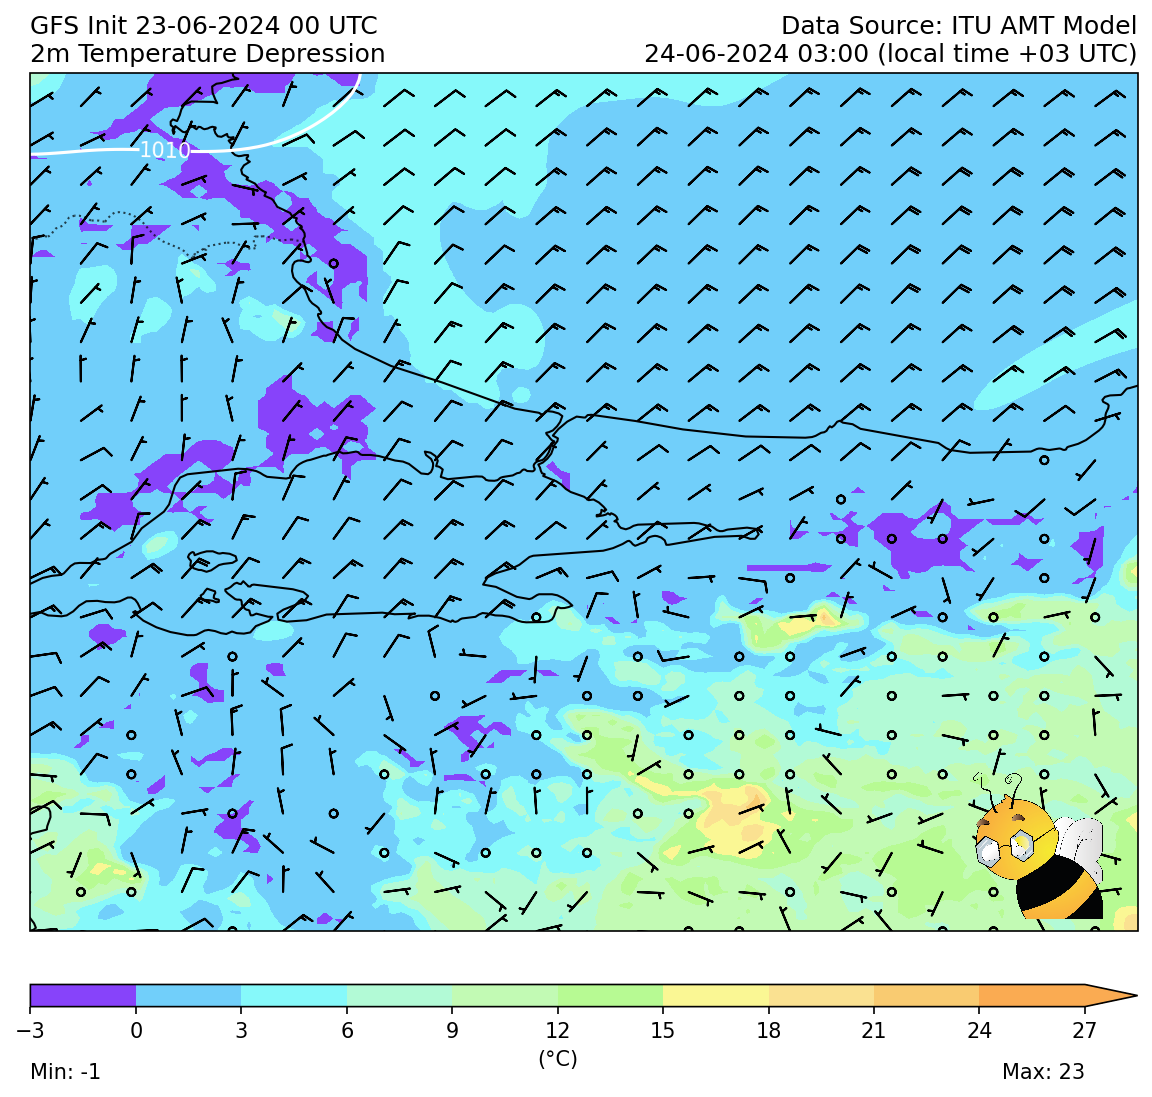 GFS Init 23-06-2024 00 UTC
Data Source: ITU AMT Model
2m Temperature Depression
24-06-2024 03:00 (local time +03 UTC)
1010
−3 0 3 6 9 12 15 18 21 24 27
(°C)
Min: -1
Max: 23